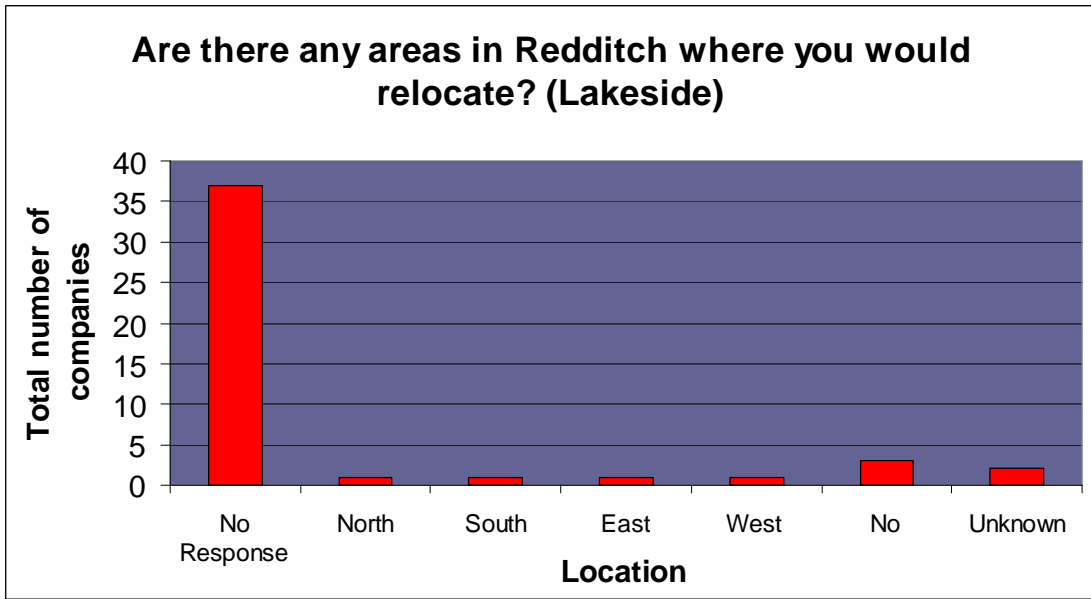 Are there any areas in Redditch where you would
relocate? (Lakeside)
Total number of
companies
40
35
30
25
20
15
10
5
0
No
Response
North
South
East
West
No
Unknown
Location